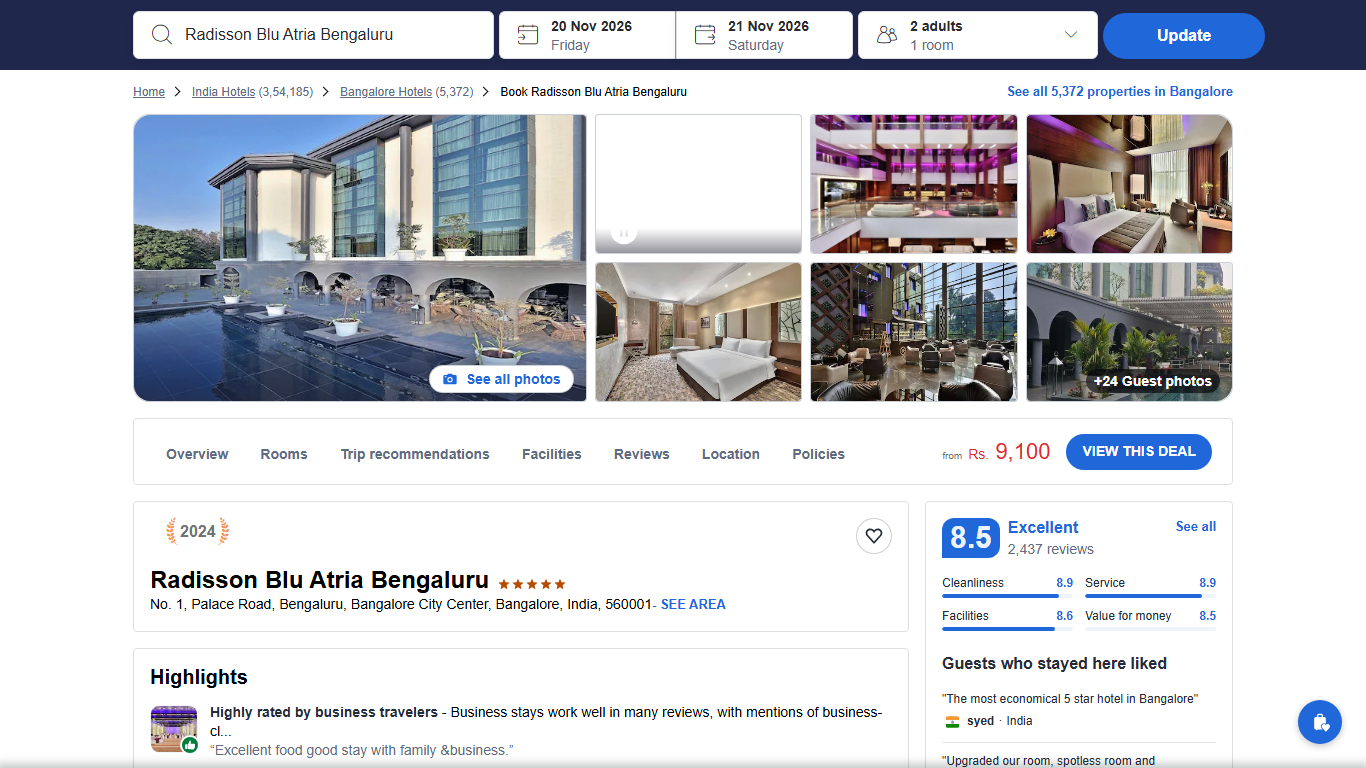 Radisson Blu Atria Bengaluru
20 Nov 2026
Friday
21 Nov 2026
Saturday
2 adults
1 room
Update
Home > India Hotels (3,54,185) > Bangalore Hotels (5,372) > Book Radisson Blu Atria Bengaluru
See all 5,372 properties in Bangalore
See all photos
+24 Guest photos
Overview Rooms Trip recommendations Facilities Reviews Location Policies
from Rs. 9,100
VIEW THIS DEAL
2024
Radisson Blu Atria Bengaluru
No. 1, Palace Road, Bengaluru, Bangalore City Center, Bangalore, India, 560001- SEE AREA
Highlights
Highly rated by business travelers - Business stays work well in many reviews, with mentions of business-
cl...
“Excellent food good stay with family &business.”
8.5
Excellent
2,437 reviews
See all
Cleanliness 8.9
Service 8.9
Facilities 8.6
Value for money 8.5
Guests who stayed here liked
"The most economical 5 star hotel in Bangalore"
syed · India
"Upgraded our room, spotless room and